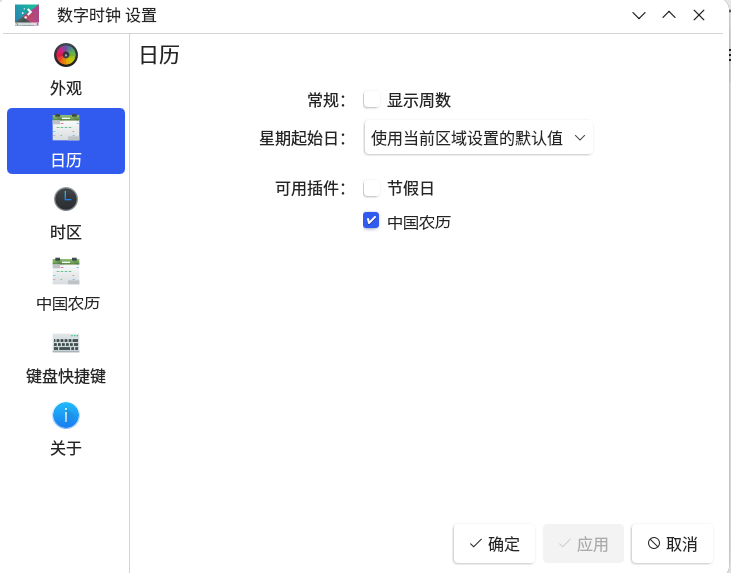 数字时钟 设置
外观
日历
时区
中国农历
键盘快捷键
关于
日历
常规： 显示周数
星期起始日： 使用当前区域设置的默认值
可用插件： 节假日
中国农历
确定 应用 取消